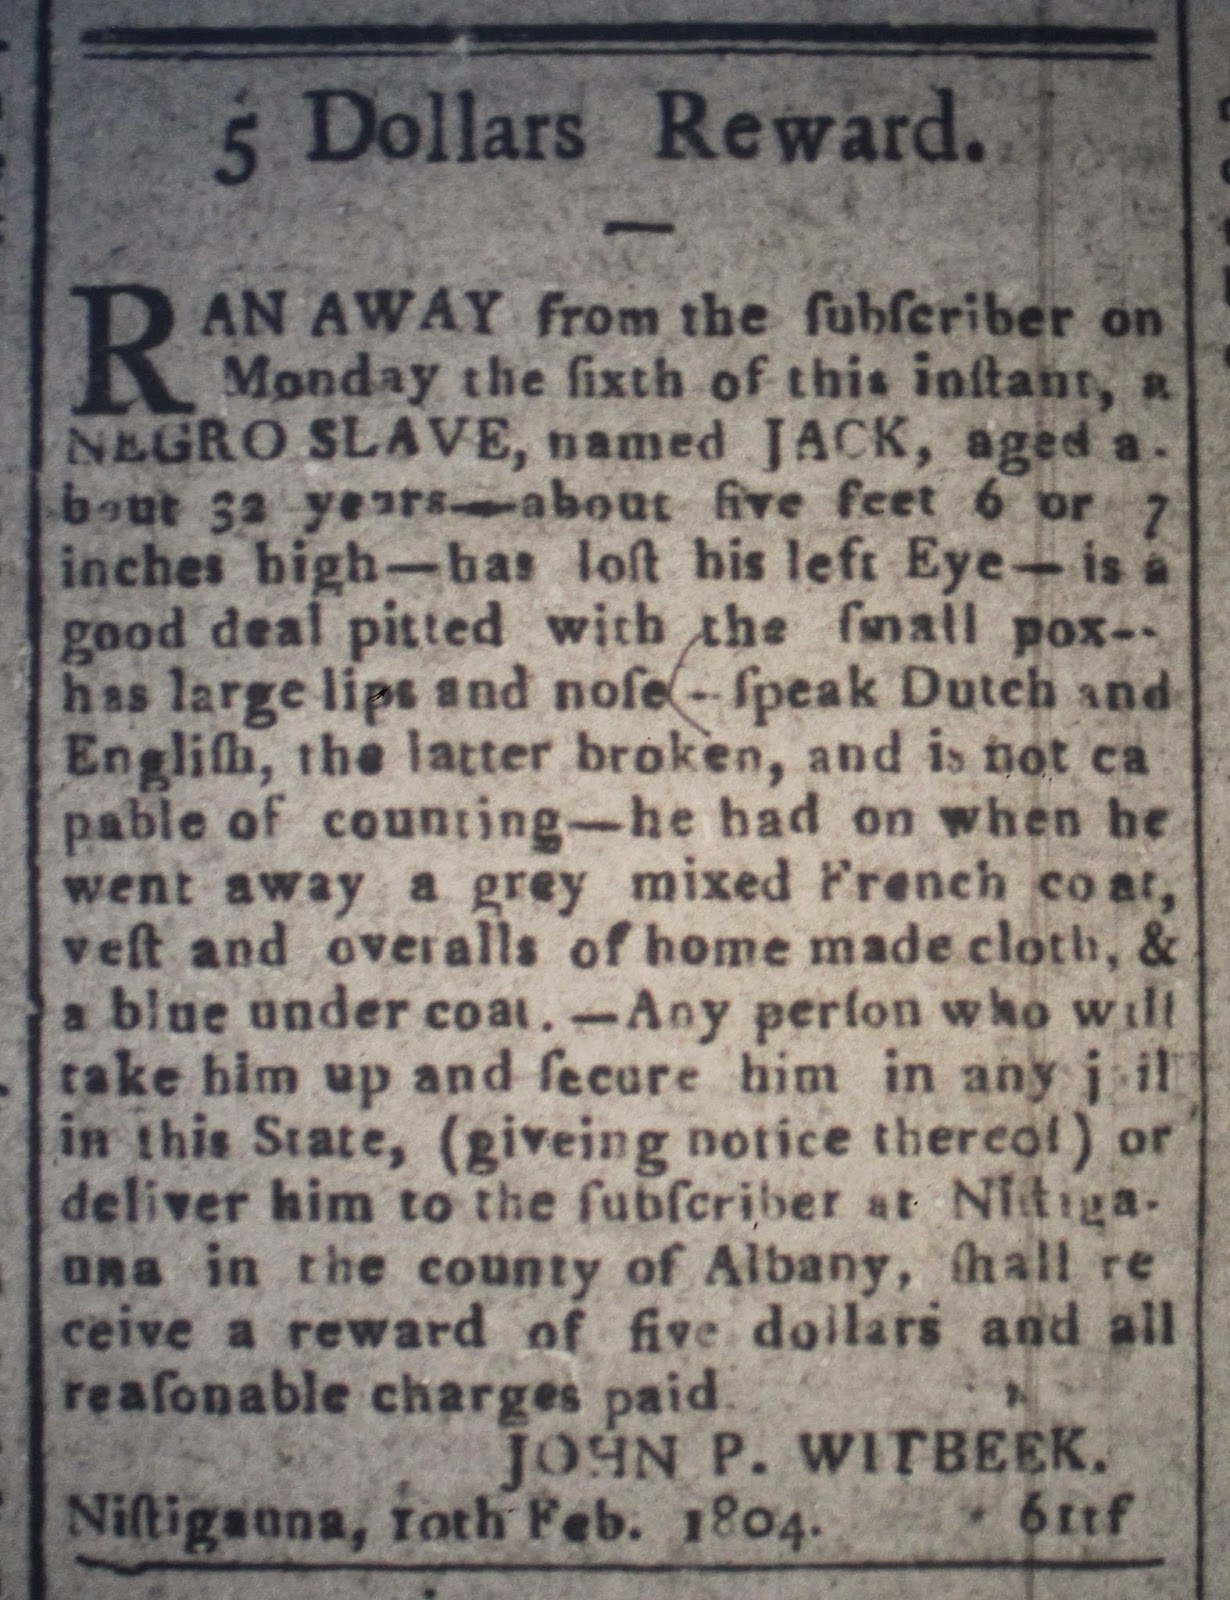 5 Dollars Reward.
RAN AWAY from the ſubſcriber on
Monday the ſixth of this inſtant, a
NEGRO SLAVE, named JACK, aged a-
bout 32 years—about five feet 6 or 7
inches high—has loſt his left Eye—is a
good deal pitted with the ſmall pox--
has large lips and noſe-ſpeak Dutch and
Engliſh, the latter broken, and is not ca
pable of counting—he had on when he
went away a grey mixed French coat,
veſt and overalls of home made cloth, &
a blue under coat.—Any perſon who will
take him up and ſecure him in any jail
in this State, (giveing notice thereof) or
deliver him to the ſubſcriber at Niſtiga-
una in the county of Albany, ſhall re
ceive a reward of five dollars and all
reaſonable charges paid
JOHN P. WITBEEK.
Niſtigauna, 10th Feb. 1804. 61tf